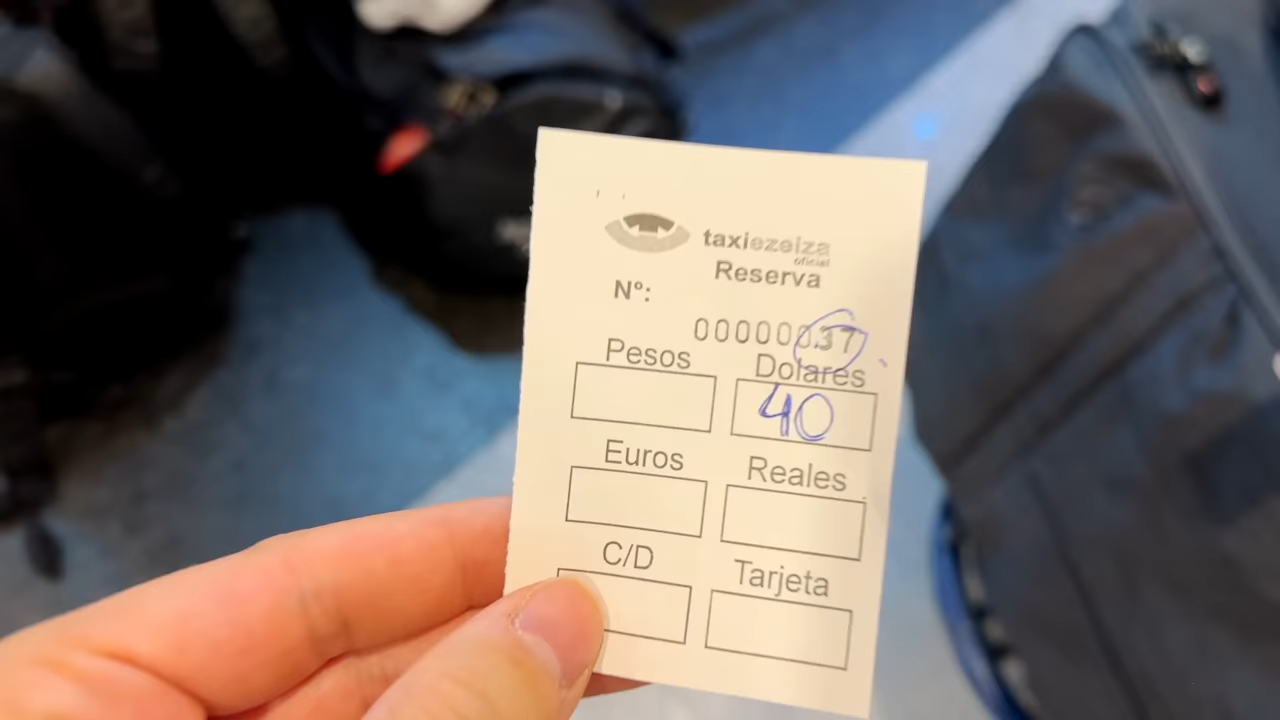 taxiezeiza
oficial
Reserva
Nº:
00000037
Pesos Dolares
40
Euros Reales
C/D Tarjeta